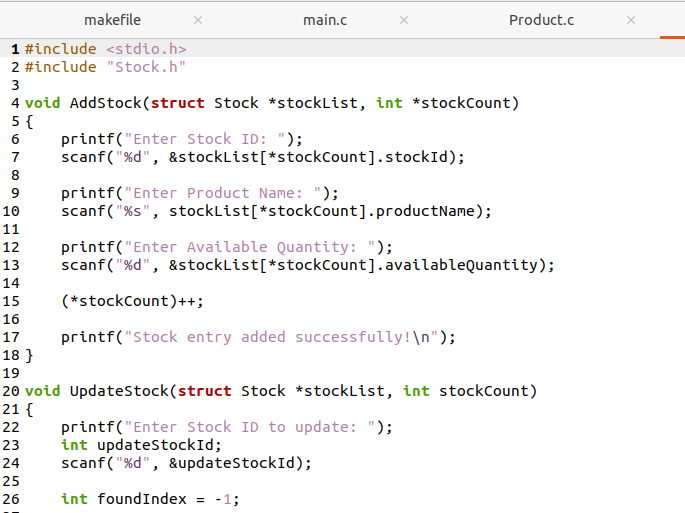 makefile × main.c × Product.c ×
1 #include <stdio.h>
2 #include "Stock.h"
3
4 void AddStock(struct Stock *stockList, int *stockCount)
5 {
6     printf("Enter Stock ID: ");
7     scanf("%d", &stockList[*stockCount].stockId);
8
9     printf("Enter Product Name: ");
10     scanf("%s", stockList[*stockCount].productName);
11
12     printf("Enter Available Quantity: ");
13     scanf("%d", &stockList[*stockCount].availableQuantity);
14
15     (*stockCount)++;
16
17     printf("Stock entry added successfully!\n");
18 }
19
20 void UpdateStock(struct Stock *stockList, int stockCount)
21 {
22     printf("Enter Stock ID to update: ");
23     int updateStockId;
24     scanf("%d", &updateStockId);
25
26     int foundIndex = -1;